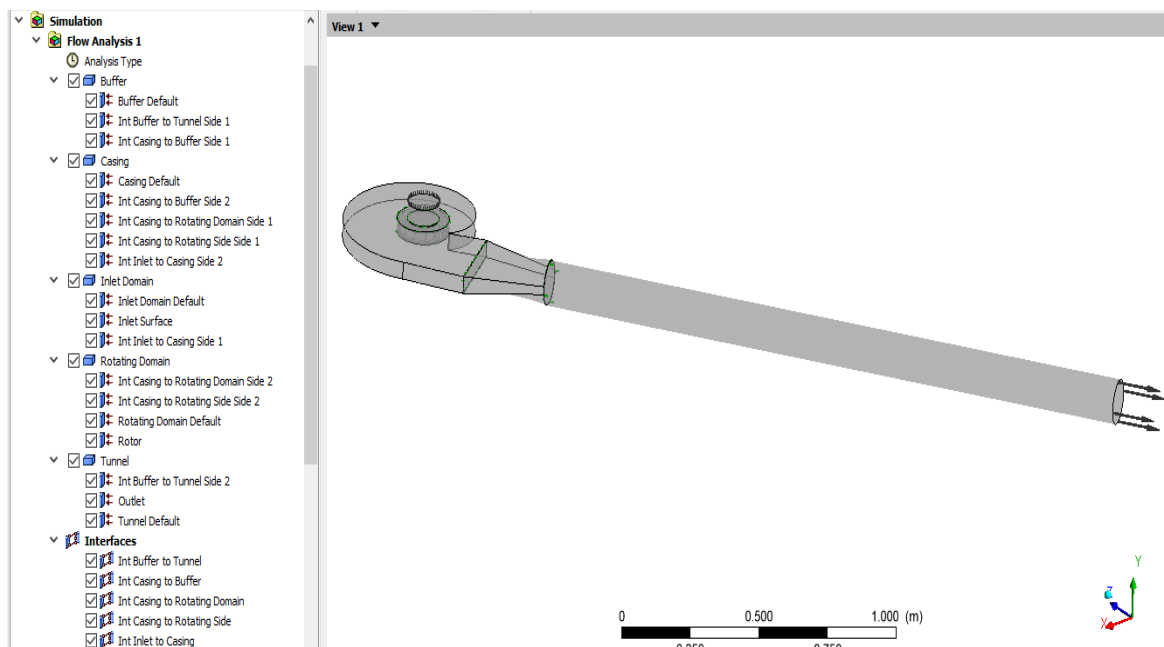 Simulation
Flow Analysis 1
Analysis Type
Buffer
Buffer Default
Int Buffer to Tunnel Side 1
Int Casing to Buffer Side 1
Casing
Casing Default
Int Casing to Buffer Side 2
Int Casing to Rotating Domain Side 1
Int Casing to Rotating Side Side 1
Int Inlet to Casing Side 2
Inlet Domain
Inlet Domain Default
Inlet Surface
Int Inlet to Casing Side 1
Rotating Domain
Int Casing to Rotating Domain Side 2
Int Casing to Rotating Side Side 2
Rotating Domain Default
Rotor
Tunnel
Int Buffer to Tunnel Side 2
Outlet
Tunnel Default
Interfaces
Int Buffer to Tunnel
Int Casing to Buffer
Int Casing to Rotating Domain
Int Casing to Rotating Side
Int Inlet to Casing
View 1
Y
Z
X
0 0.500 1.000 (m)
0.250 0.750